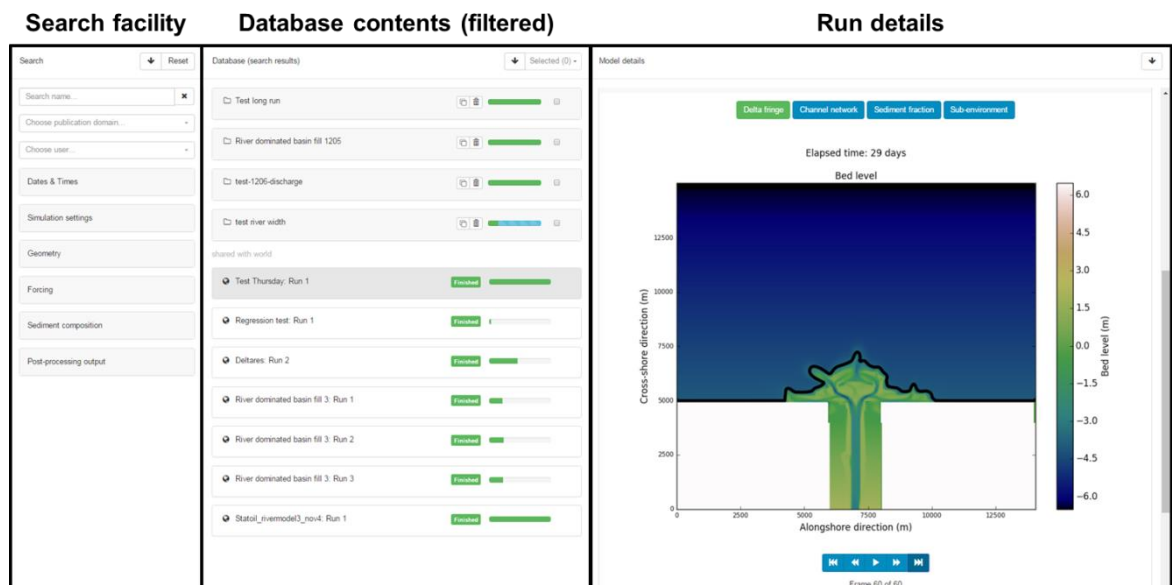 Search facility
Database contents (filtered)
Run details
Search
Reset
Search name...
Choose publication domain...
Choose user...
Dates & Times
Simulation settings
Geometry
Forcing
Sediment composition
Post-processing output
Database (search results)
Selected (0)
Test long run
River dominated basin fill 1205
test-1206-discharge
test river width
shared with world
Test Thursday: Run 1
Finished
Regression test: Run 1
Finished
Deltares: Run 2
Finished
River dominated basin fill 3: Run 1
Finished
River dominated basin fill 3: Run 2
Finished
River dominated basin fill 3: Run 3
Finished
Statoil_rivermodel3_nov4: Run 1
Finished
Model details
Delta fringe
Channel network
Sediment fraction
Sub-environment
Elapsed time: 29 days
Bed level
Cross-shore direction (m)
12500
10000
7500
5000
2500
0
0
2500
5000
7500
10000
12500
Alongshore direction (m)
6.0
4.5
3.0
1.5
0.0
−1.5
−3.0
−4.5
−6.0
Bed level (m)
Frame 60 of 60